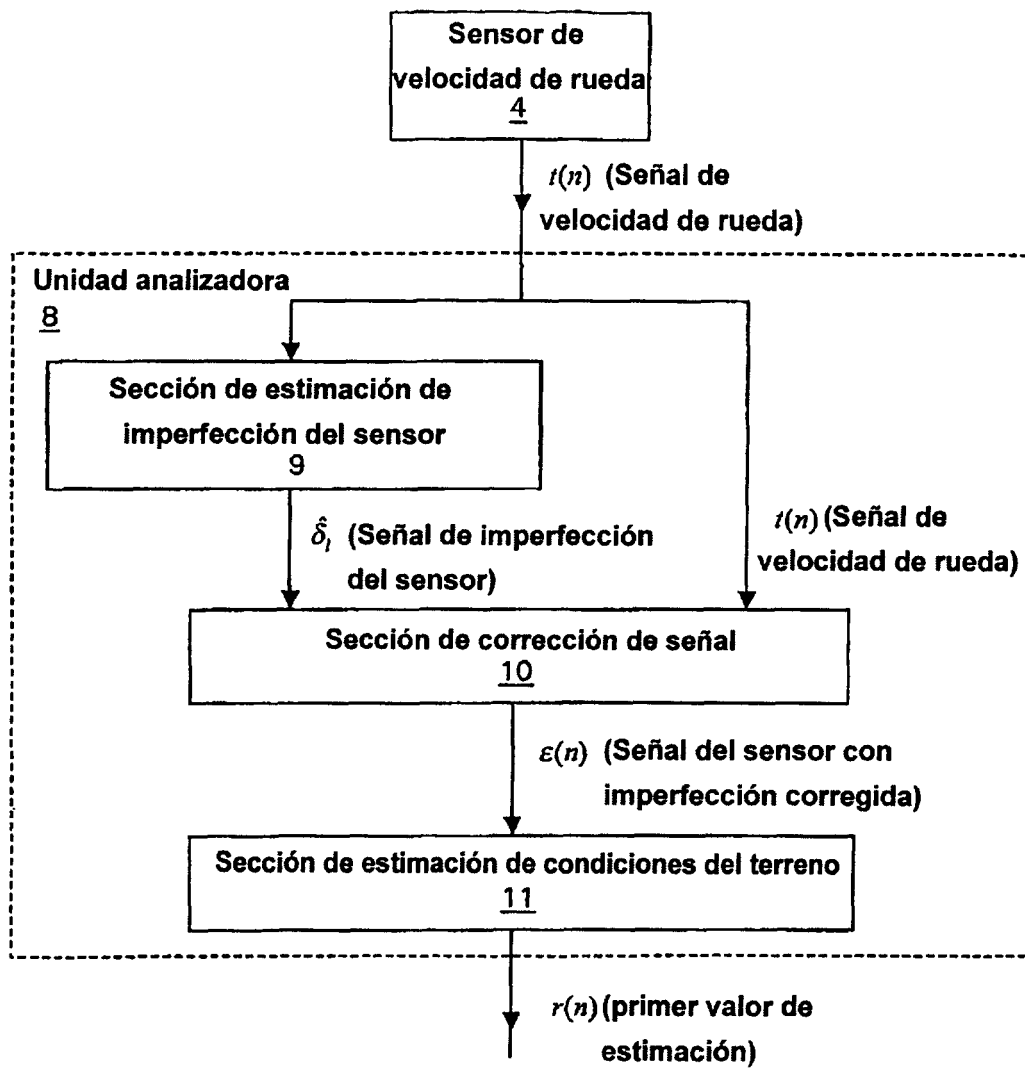 Sensor de
velocidad de rueda
4
t(n) (Señal de
velocidad de rueda)
Unidad analizadora
8
Sección de estimación de
imperfección del sensor
9
δ̂ₗ (Señal de imperfección
del sensor)
t(n) (Señal de
velocidad de rueda)
Sección de corrección de señal
10
ε(n) (Señal del sensor con
imperfección corregida)
Sección de estimación de condiciones del terreno
11
r(n) (primer valor de
estimación)